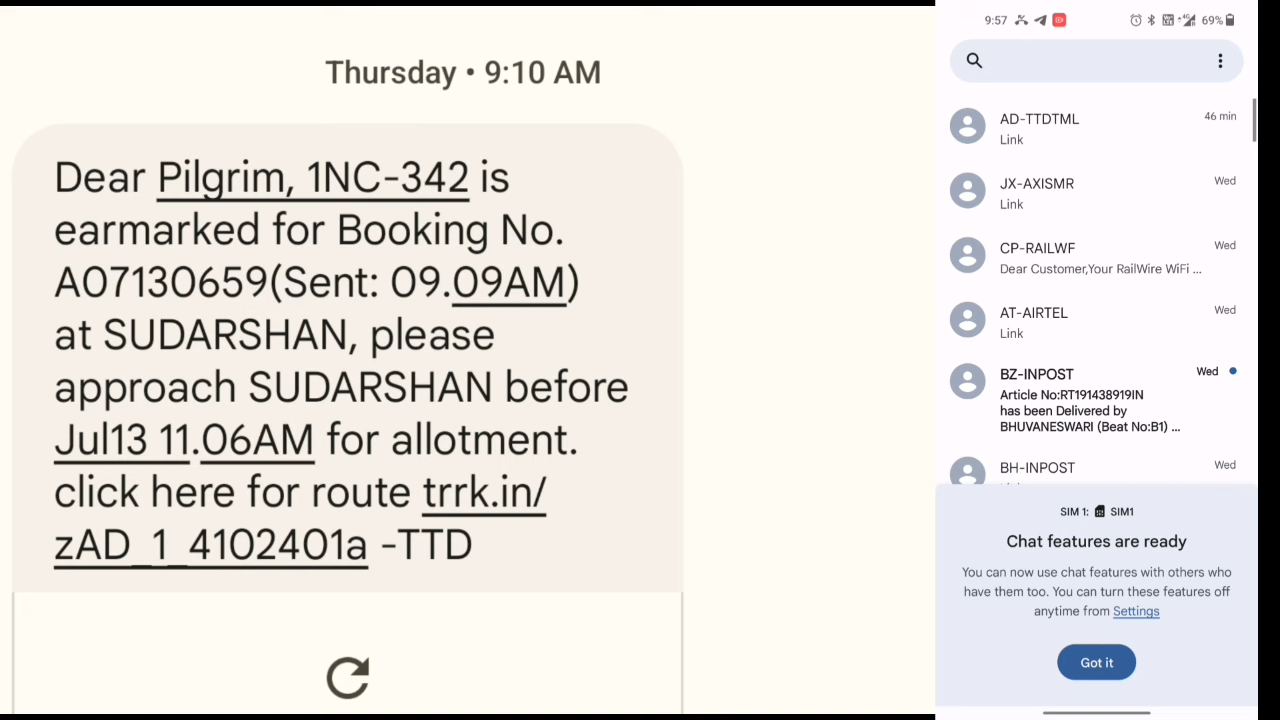 Thursday • 9:10 AM
Dear Pilgrim, 1NC-342 is
earmarked for Booking No.
A07130659(Sent: 09.09AM)
at SUDARSHAN, please
approach SUDARSHAN before
Jul13 11.06AM for allotment.
click here for route trrk.in/
zAD_1_4102401a -TTD
9:57
69%
AD-TTDTML
46 min
Link
JX-AXISMR
Wed
Link
CP-RAILWF
Wed
Dear Customer,Your RailWire WiFi ...
AT-AIRTEL
Wed
Link
BZ-INPOST
Wed
Article No:RT191438919IN
has been Delivered by
BHUVANESWARI (Beat No:B1) ...
BH-INPOST
Wed
SIM 1: SIM1
Chat features are ready
You can now use chat features with others who
have them too. You can turn these features off
anytime from Settings
Got it